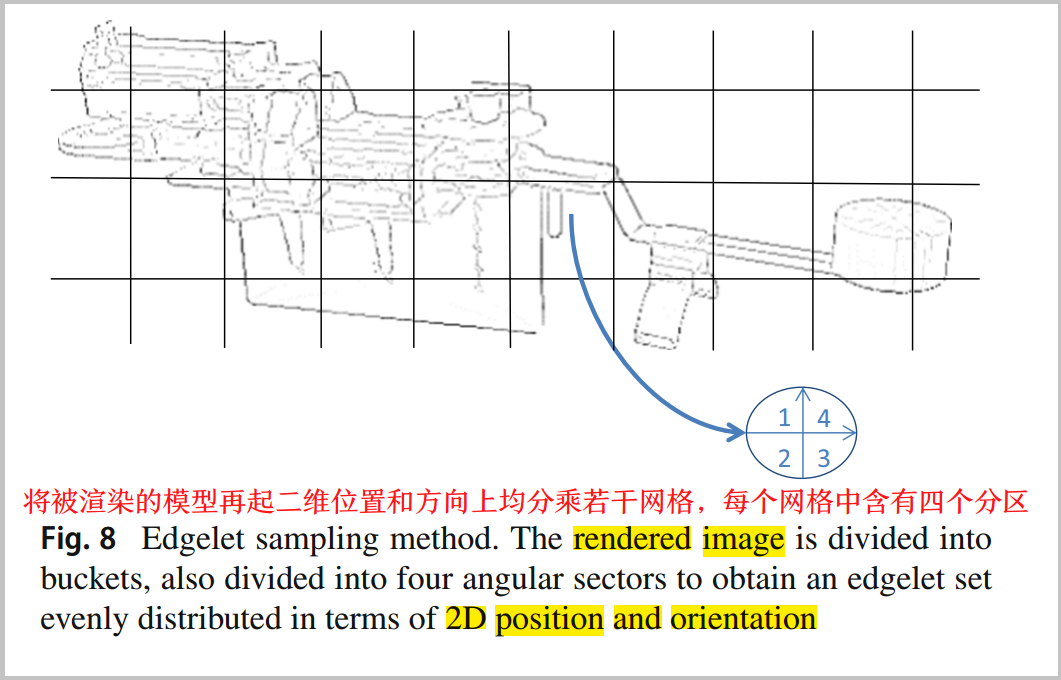 1 4
2 3
将被渲染的模型再起二维位置和方向上均分乘若干网格，每个网格中含有四个分区
Fig. 8 Edgelet sampling method. The rendered image is divided into
buckets, also divided into four angular sectors to obtain an edgelet set
evenly distributed in terms of 2D position and orientation